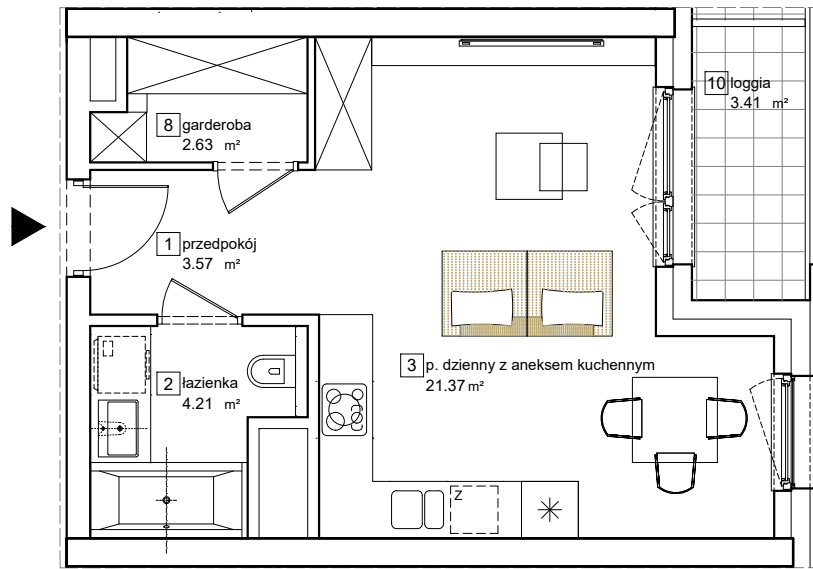 10 loggia
3.41 m²
8 garderoba
2.63 m²
1 przedpokój
3.57 m²
3 p. dzienny z aneksem kuchennym
21.37 m²
2 łazienka
4.21 m²
Z